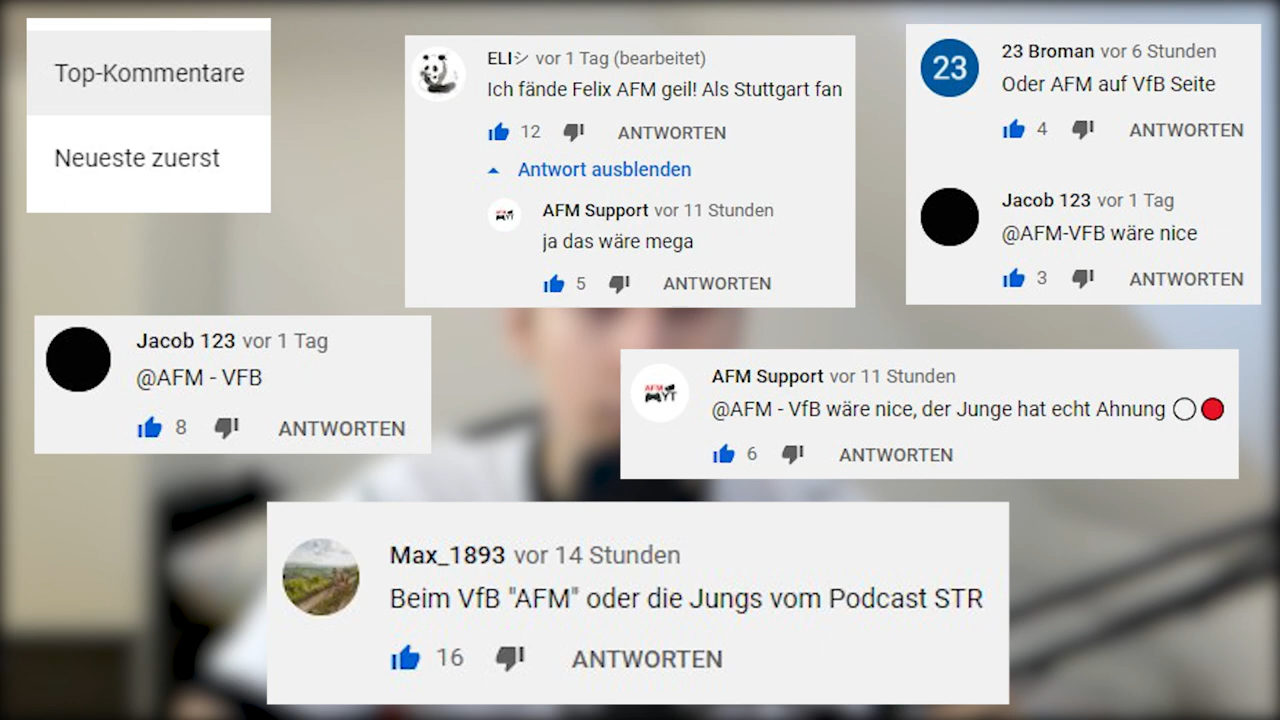 Top-Kommentare
Neueste zuerst
ELIシ vor 1 Tag (bearbeitet)
Ich fände Felix AFM geil! Als Stuttgart fan
12 ANTWORTEN
Antwort ausblenden
AFM Support vor 11 Stunden
ja das wäre mega
5 ANTWORTEN
23
23 Broman vor 6 Stunden
Oder AFM auf VfB Seite
4 ANTWORTEN
Jacob 123 vor 1 Tag
@AFM-VFB wäre nice
3 ANTWORTEN
Jacob 123 vor 1 Tag
@AFM - VFB
8 ANTWORTEN
AFM YT
AFM Support vor 11 Stunden
@AFM - VfB wäre nice, der Junge hat echt Ahnung ⚪🔴
6 ANTWORTEN
Max_1893 vor 14 Stunden
Beim VfB "AFM" oder die Jungs vom Podcast STR
16 ANTWORTEN